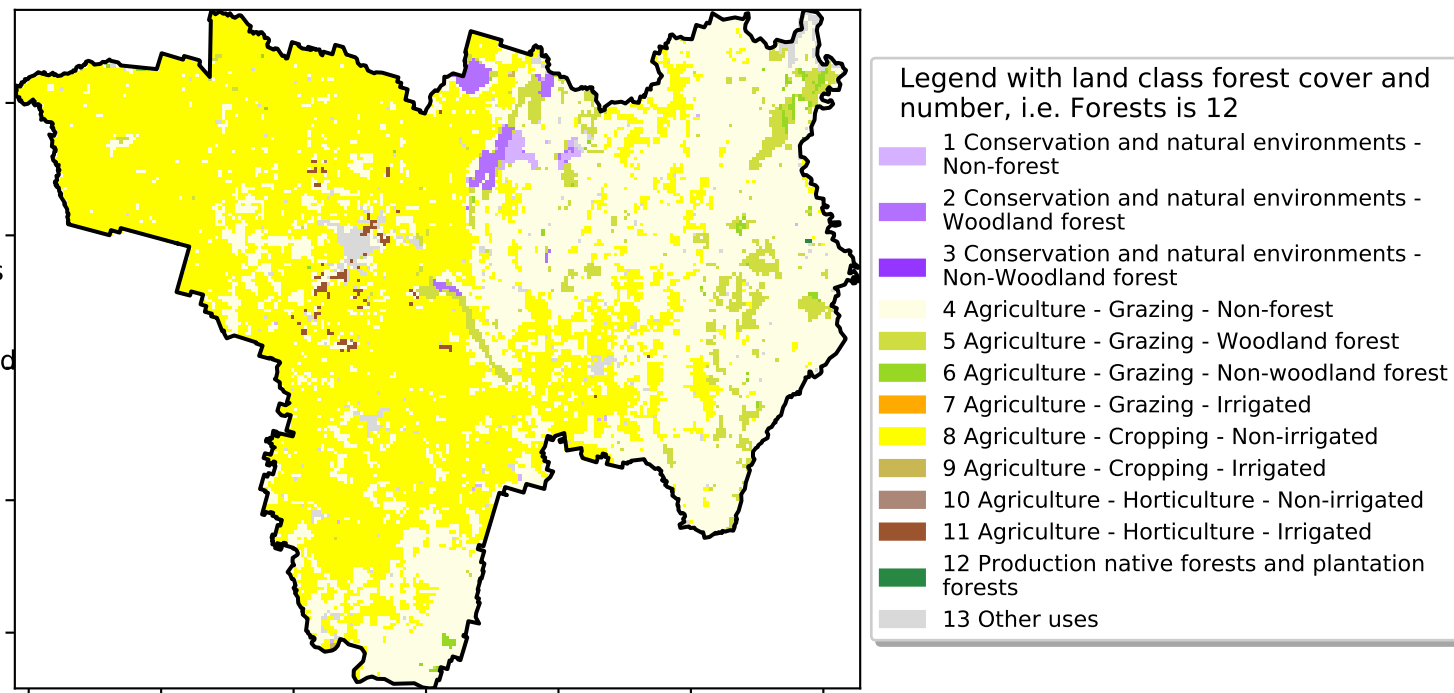 s
d
Legend with land class forest cover and
number, i.e. Forests is 12
1 Conservation and natural environments -
Non-forest
2 Conservation and natural environments -
Woodland forest
3 Conservation and natural environments -
Non-Woodland forest
4 Agriculture - Grazing - Non-forest
5 Agriculture - Grazing - Woodland forest
6 Agriculture - Grazing - Non-woodland forest
7 Agriculture - Grazing - Irrigated
8 Agriculture - Cropping - Non-irrigated
9 Agriculture - Cropping - Irrigated
10 Agriculture - Horticulture - Non-irrigated
11 Agriculture - Horticulture - Irrigated
12 Production native forests and plantation
forests
13 Other uses